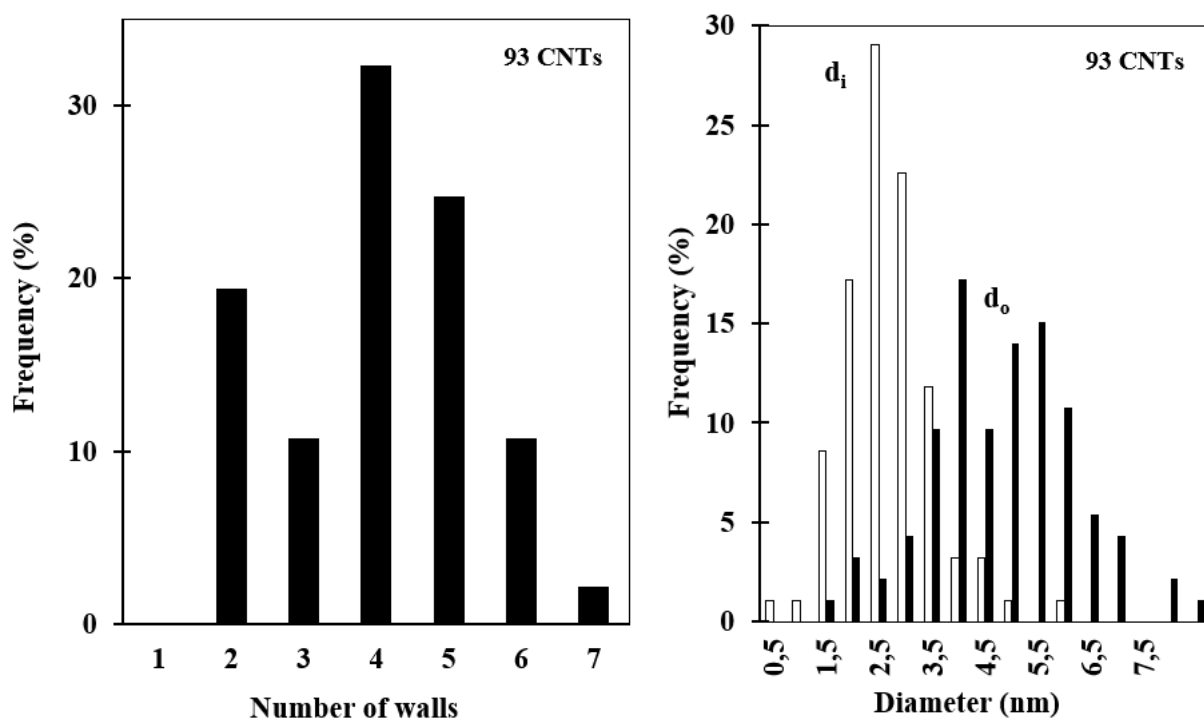 93 CNTs
Frequency (%)
30
20
10
0
1 2 3 4 5 6 7
Number of walls
93 CNTs
d_i
d_o
Frequency (%)
30
25
20
15
10
5
0
0,5 1,5 2,5 3,5 4,5 5,5 6,5 7,5
Diameter (nm)